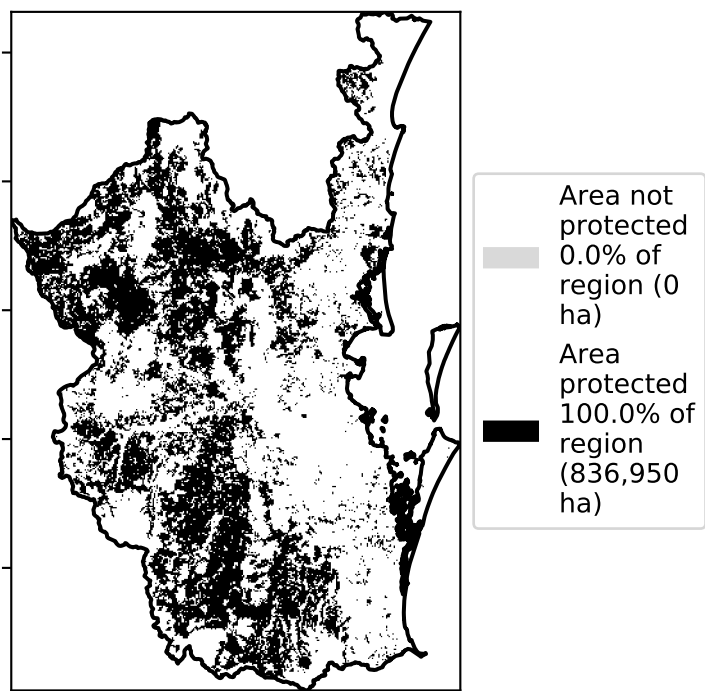 Area not
protected
0.0% of
region (0
ha)
Area
protected
100.0% of
region
(836,950
ha)